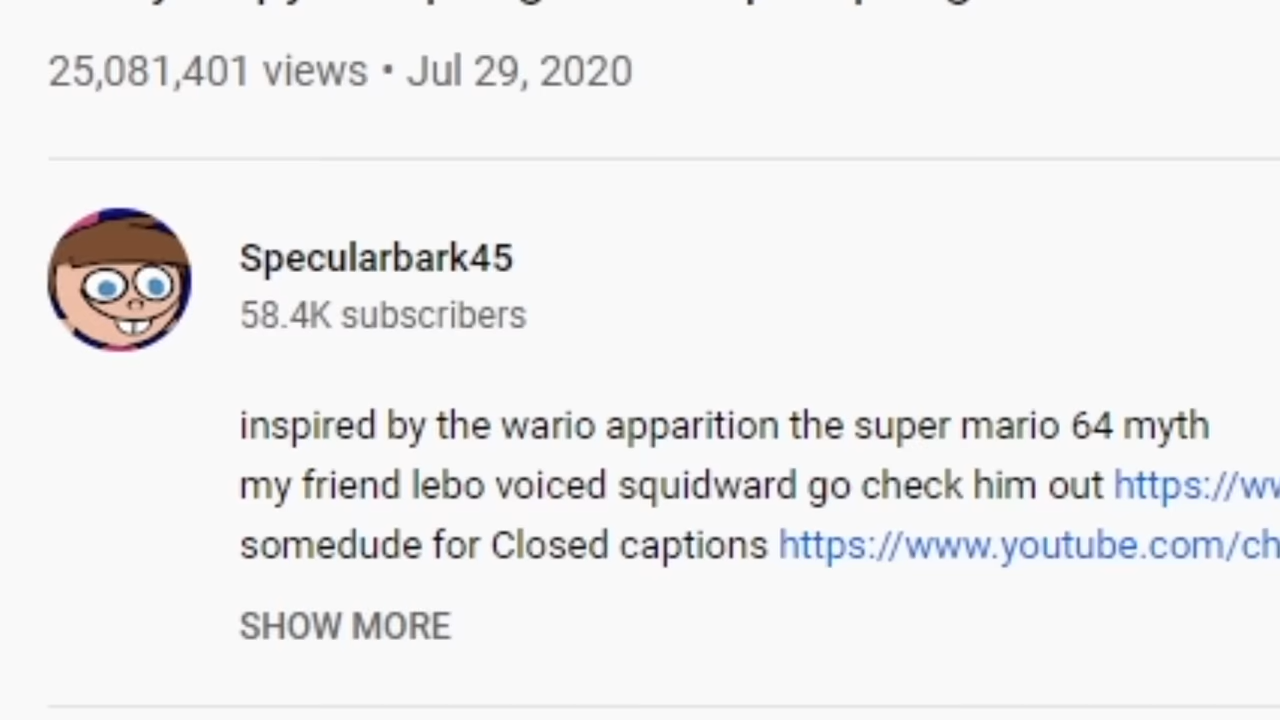 25,081,401 views • Jul 29, 2020
Specularbark45
58.4K subscribers
inspired by the wario apparition the super mario 64 myth
my friend lebo voiced squidward go check him out https://ww
somedude for Closed captions https://www.youtube.com/ch
SHOW MORE